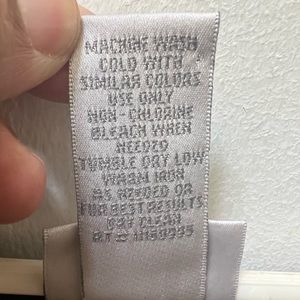 MACHINE WASH
COLD WITH
SIMILAR COLORS
USE ONLY
NON-CHLORINE
BLEACH WHEN
NEEDED
TUMBLE DRY LOW
WARM IRON
AS NEEDED OR
FOR BEST RESULTS
DRY CLEAN